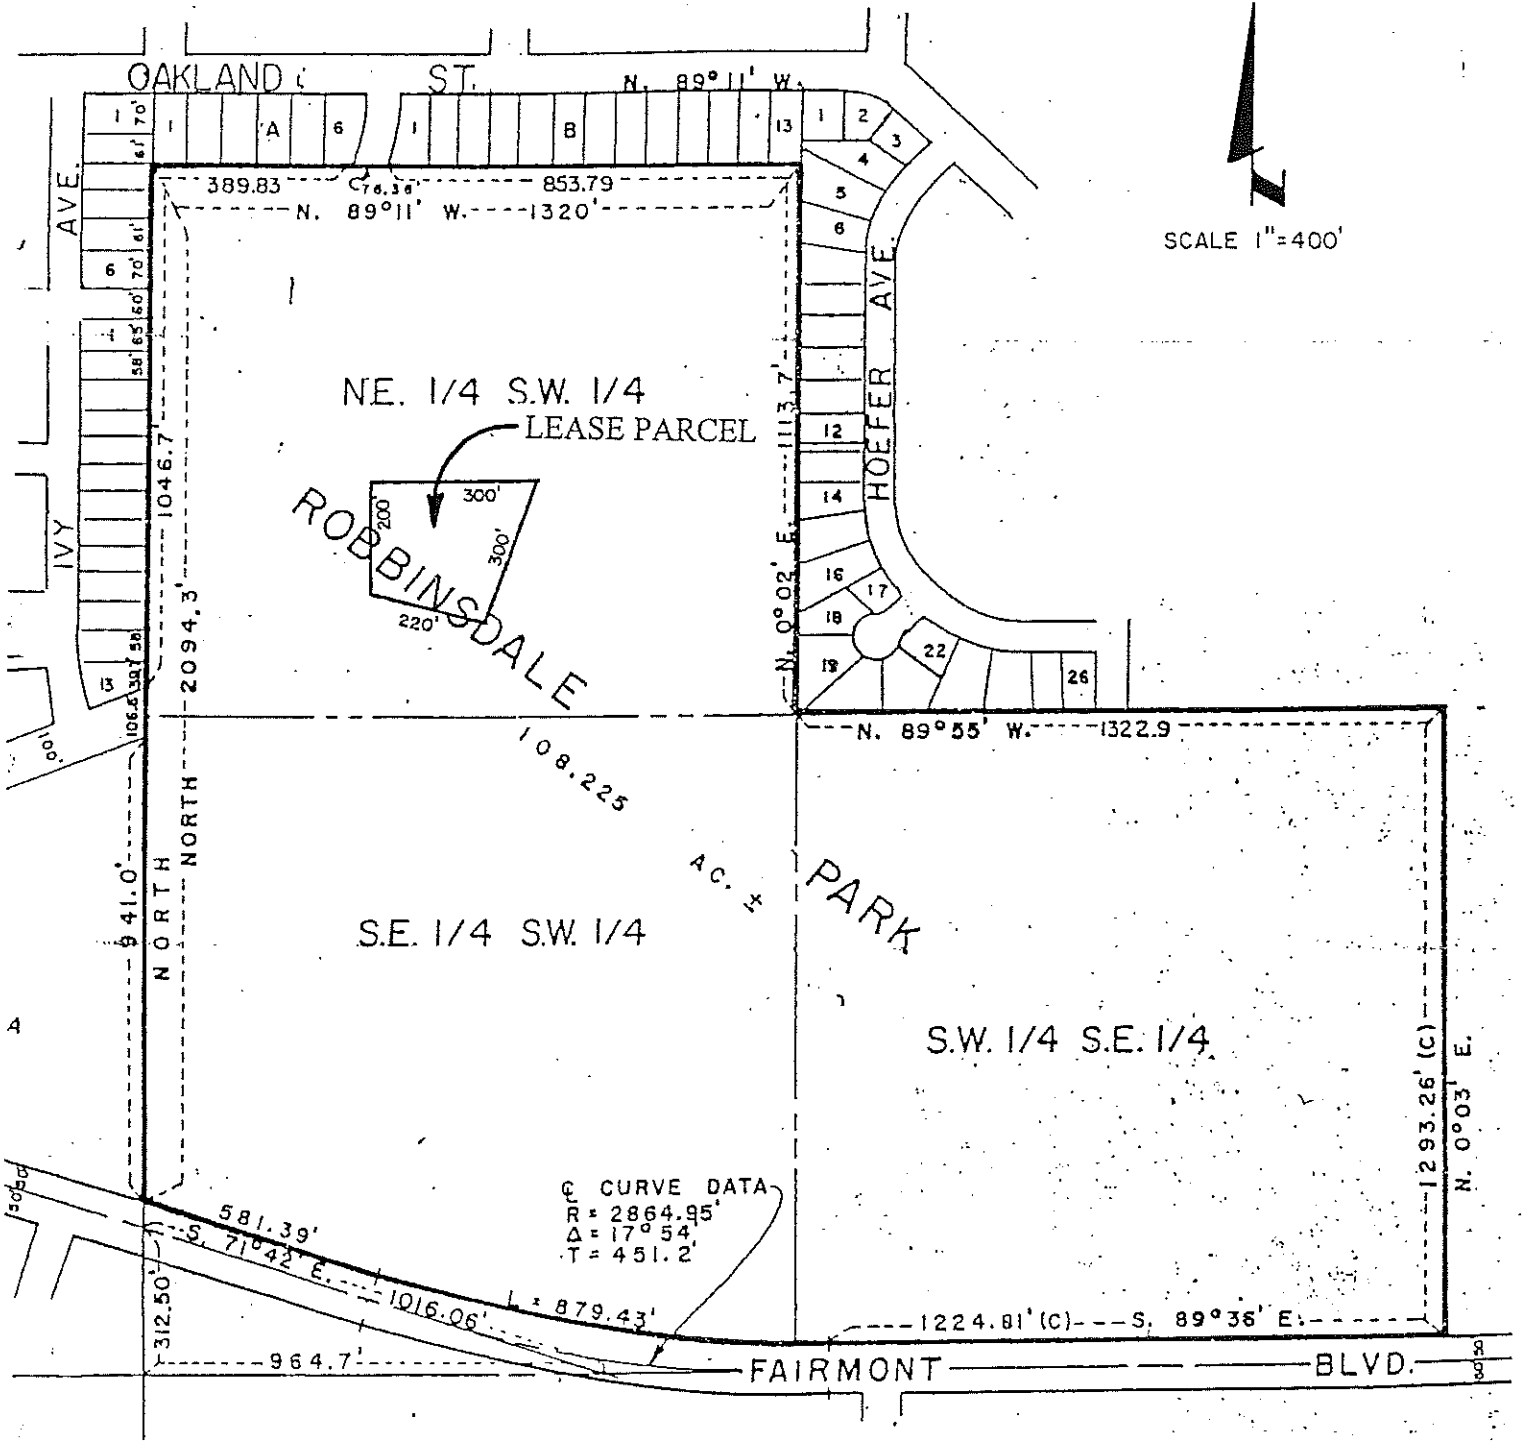 OAKLAND ST. N. 89°11' W.
1 70' 1 A 6 1 B 13 1 2 3
61' 4
389.83 C 76.36' 853.79 5
N. 89°11' W. 1320' 6
AVE.
61'
6 70'
60'
1 65'
58'
SCALE 1"=400'
HOEFER AVE.
NE. 1/4 S.W. 1/4
LEASE PARCEL
1113.7'
N. 0°02' E.
12
14
16 17
18
19 22
26
1046.7'
IVY
2094.3'
NORTH
300'
200'
300'
220'
ROBBINSDALE
58'
13
39.7
106.6
100'
N. 89°55' W. 1322.9
108.225
AC. ±
PARK
941.0'
NORTH
S.E. 1/4 S.W. 1/4
A
S.W. 1/4 S.E. 1/4
1293.26' (C)
N. 0°03' E.
50 50
581.39'
S. 71°42' E.
℄ CURVE DATA
R = 2864.95'
Δ = 17°54'
T = 451.2'
1016.06'
L = 879.43'
312.50'
964.7'
1224.81' (C) S. 89°36' E.
FAIRMONT BLVD.
50 50